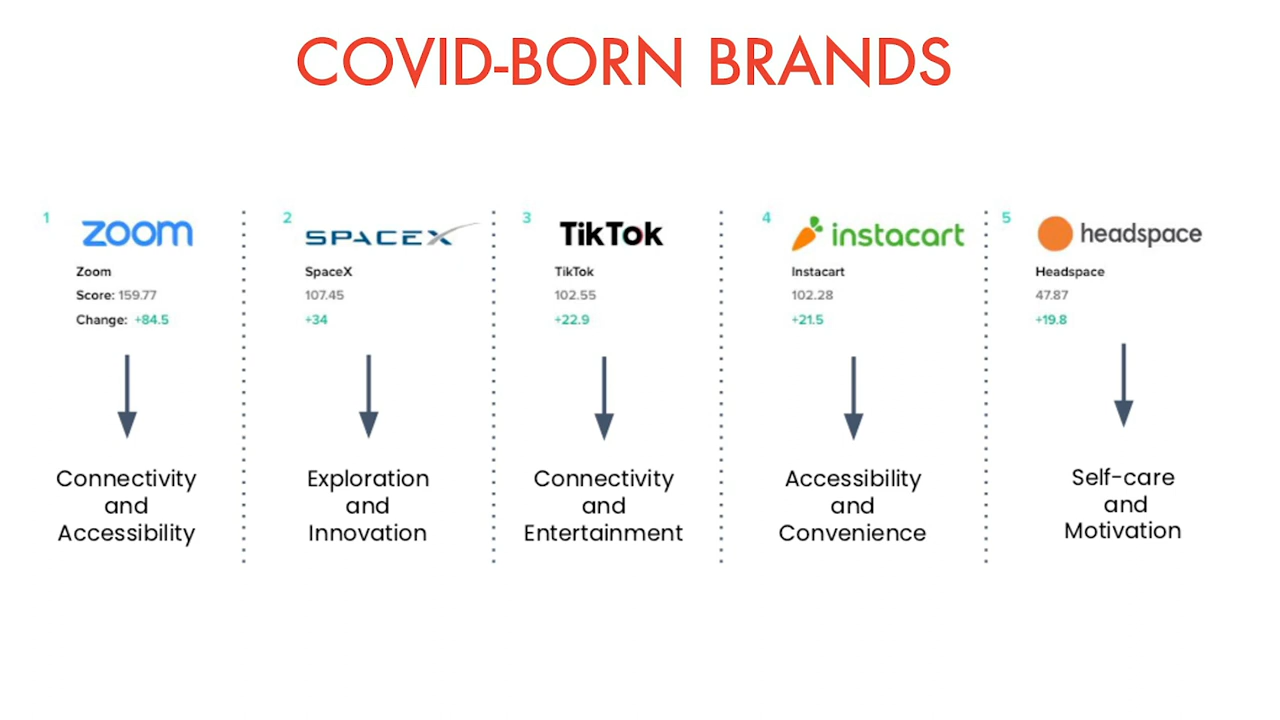 COVID-BORN BRANDS
1
zoom
Zoom
Score: 159.77
Change: +84.5
Connectivity
and
Accessibility
2
SPACEX
SpaceX
107.45
+34
Exploration
and
Innovation
3
TikTok
TikTok
102.55
+22.9
Connectivity
and
Entertainment
4
instacart
Instacart
102.28
+21.5
Accessibility
and
Convenience
5
headspace
Headspace
47.87
+19.8
Self-care
and
Motivation